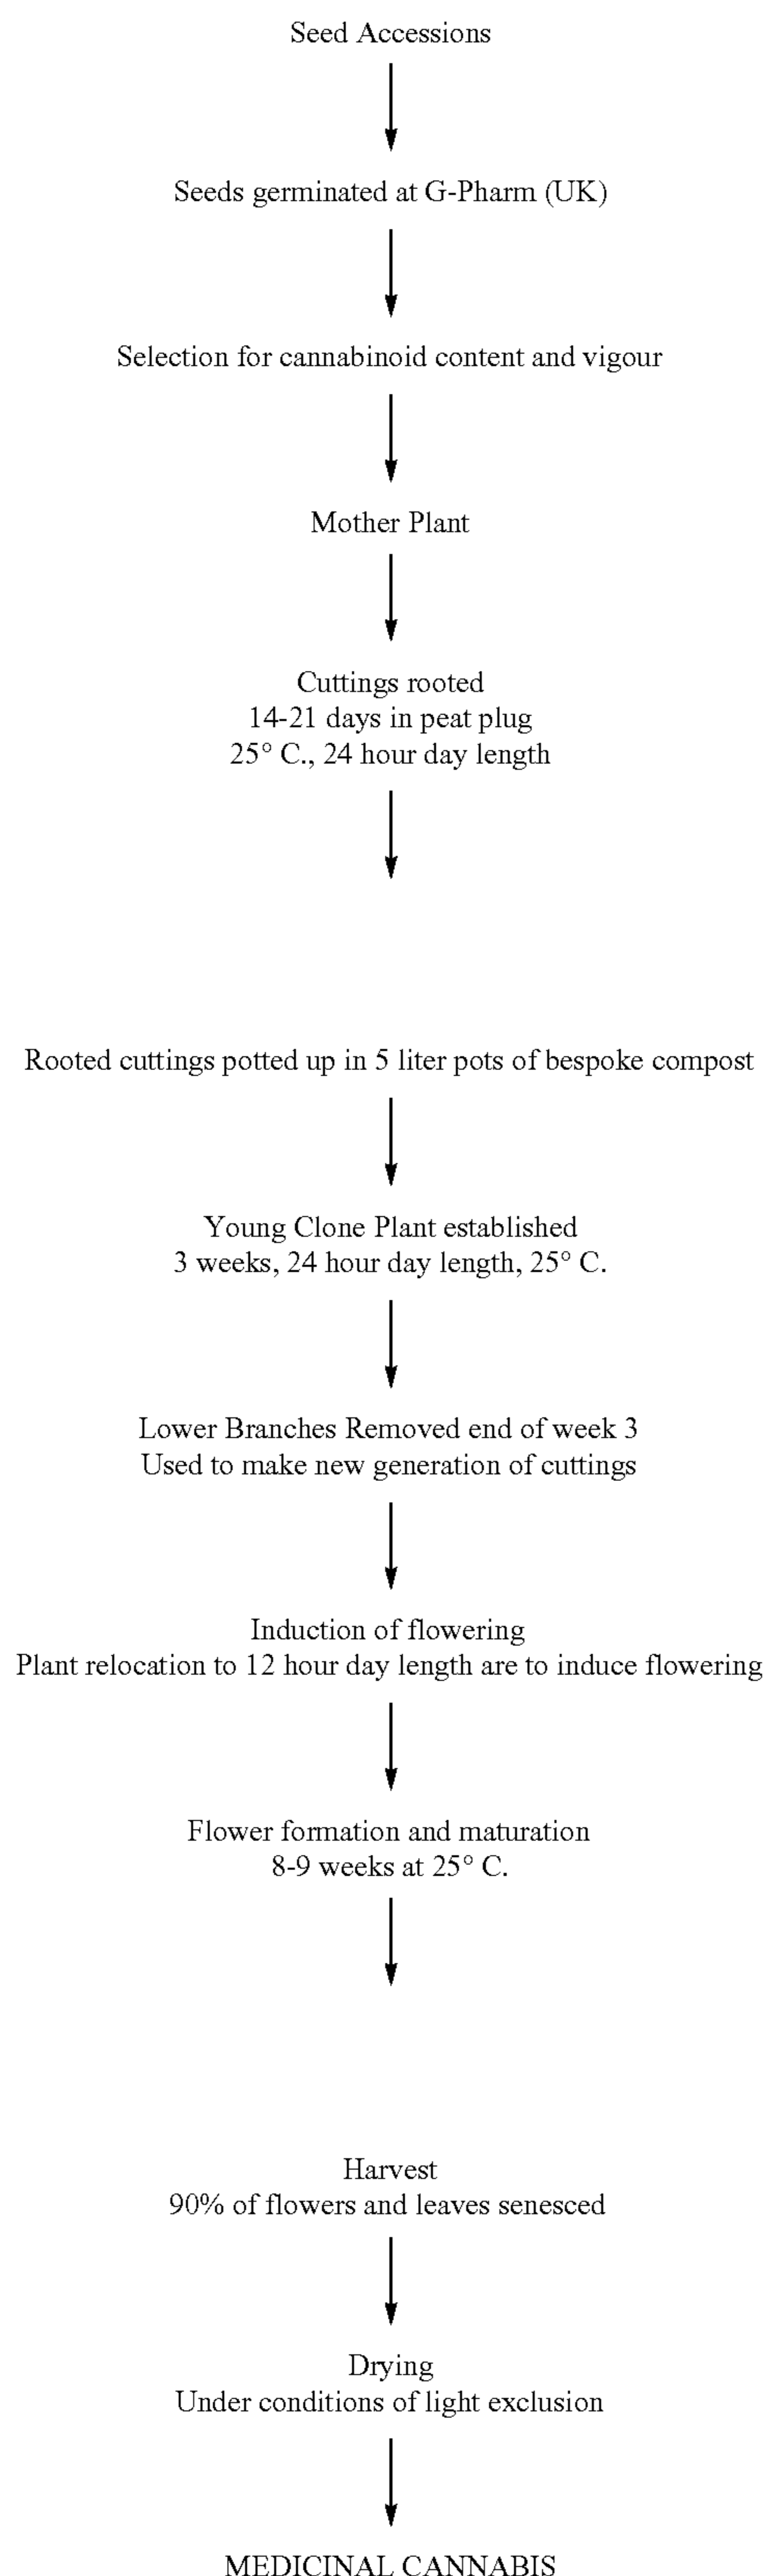 Seed Accessions
Seeds germinated at G-Pharm (UK)
Selection for cannabinoid content and vigour
Mother Plant
Cuttings rooted
14-21 days in peat plug
25° C., 24 hour day length
Rooted cuttings potted up in 5 liter pots of bespoke compost
Young Clone Plant established
3 weeks, 24 hour day length, 25° C.
Lower Branches Removed end of week 3
Used to make new generation of cuttings
Induction of flowering
Plant relocation to 12 hour day length are to induce flowering
Flower formation and maturation
8-9 weeks at 25° C.
Harvest
90% of flowers and leaves senesced
Drying
Under conditions of light exclusion
MEDICINAL CANNABIS